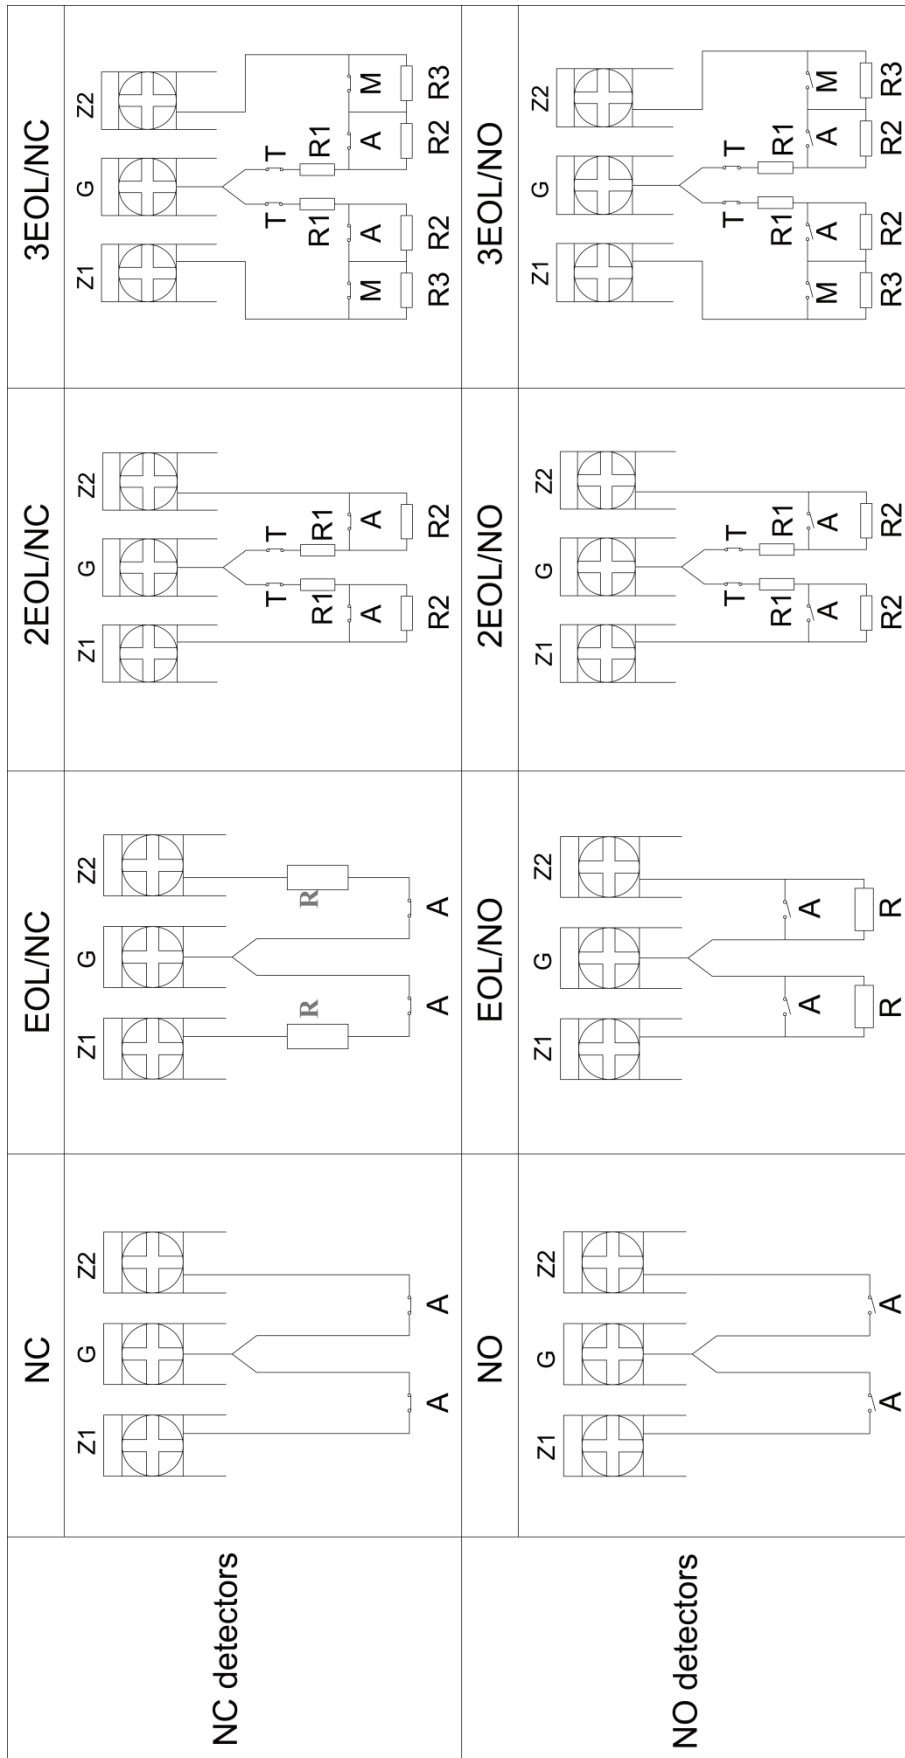 NC
EOL/NC
2EOL/NC
3EOL/NC
NC detectors
Z1 G Z2
A A
Z1 G Z2
R R
A A
Z1 G Z2
T T
R1 R1
A A
R2 R2
Z1 G Z2
T T
R1 R1
M A A M
R3 R2 R2 R3
NO
EOL/NO
2EOL/NO
3EOL/NO
NO detectors
Z1 G Z2
A A
Z1 G Z2
A A
R R
Z1 G Z2
T T
R1 R1
A A
R2 R2
Z1 G Z2
T T
R1 R1
M A A M
R3 R2 R2 R3